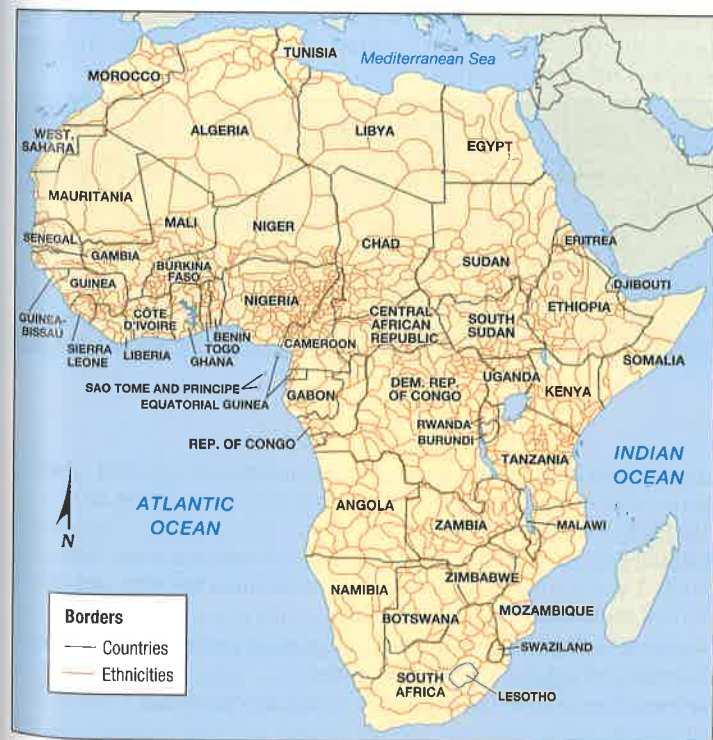 TUNISIA
Mediterranean Sea
MOROCCO
ALGERIA
LIBYA
EGYPT
WEST.
SAHARA
MAURITANIA
MALI
NIGER
CHAD
SUDAN
ERITREA
SENEGAL
GAMBIA
BURKINA
FASO
GUINEA
NIGERIA
DJIBOUTI
ETHIOPIA
GUINEA-
BISSAU
CÔTE
D'IVOIRE
CENTRAL
AFRICAN
REPUBLIC
SOUTH
SUDAN
SIERRA
LEONE
LIBERIA
BENIN
TOGO
GHANA
CAMEROON
SOMALIA
SAO TOME AND PRINCIPE
EQUATORIAL GUINEA
GABON
DEM. REP.
OF CONGO
UGANDA
KENYA
RWANDA
BURUNDI
REP. OF CONGO
TANZANIA
INDIAN
OCEAN
ATLANTIC
OCEAN
N
ANGOLA
ZAMBIA
MALAWI
NAMIBIA
ZIMBABWE
BOTSWANA
MOZAMBIQUE
SWAZILAND
SOUTH
AFRICA
LESOTHO
Borders
Countries
Ethnicities